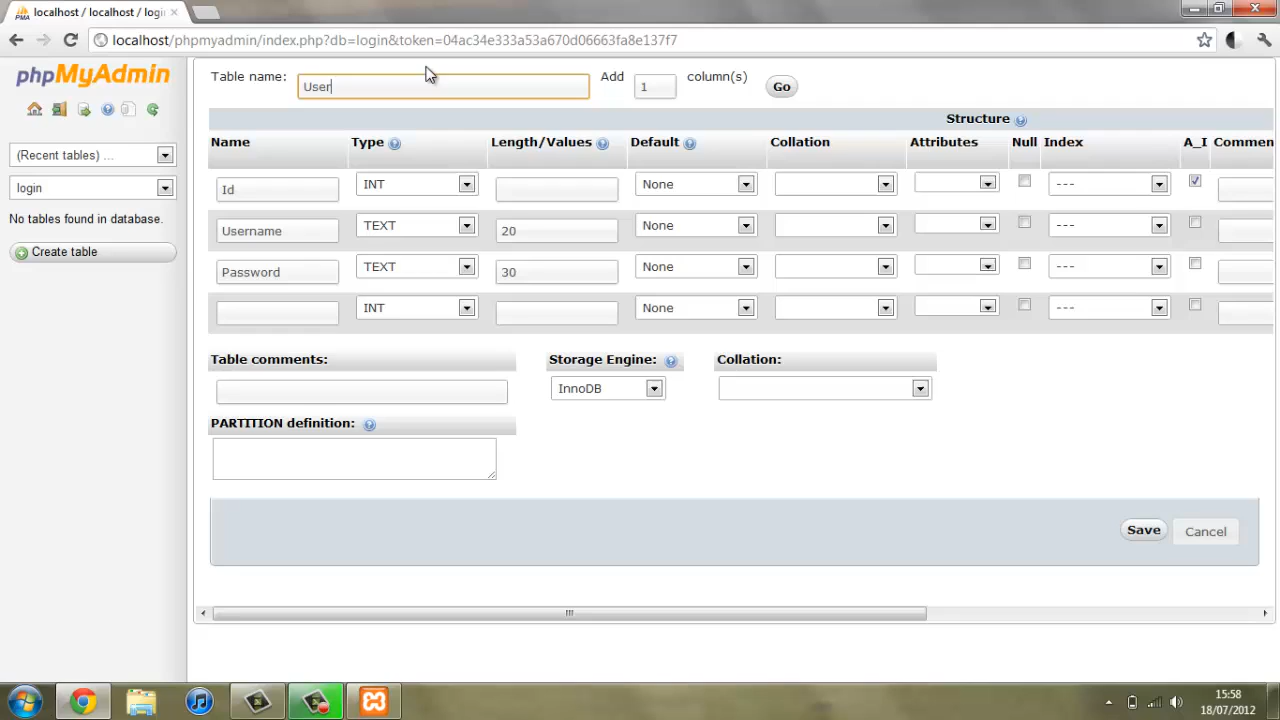 localhost / localhost / logi
localhost/phpmyadmin/index.php?db=login&token=04ac34e333a53a670d06663fa8e137f7
phpMyAdmin
(Recent tables) ...
login
No tables found in database.
Create table
Table name: User Add 1 column(s) Go
Structure
Name Type Length/Values Default Collation Attributes Null Index A_I Commen
Id INT None ---
Username TEXT 20 None ---
Password TEXT 30 None ---
INT None ---
Table comments: Storage Engine: Collation:
InnoDB
PARTITION definition:
Save Cancel
15:58
18/07/2012